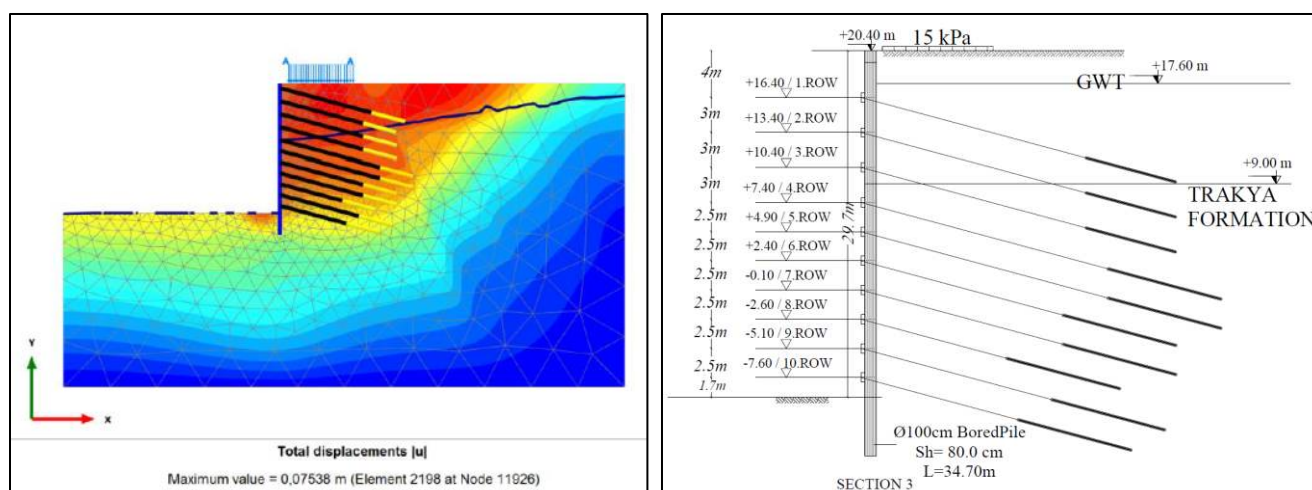 A
A
Y
X
Total displacements |u|
Maximum value = 0,07538 m (Element 2198 at Node 11926)
+20.40 m
15 kPa
4m
+17.60 m
GWT
+16.40 / 1.ROW
3m
+13.40 / 2.ROW
3m
+10.40 / 3.ROW
+9.00 m
3m
+7.40 / 4.ROW
TRAKYA
FORMATION
2.5m
+4.90 / 5.ROW
29.7m
2.5m
+2.40 / 6.ROW
2.5m
-0.10 / 7.ROW
2.5m
-2.60 / 8.ROW
2.5m
-5.10 / 9.ROW
2.5m
-7.60 / 10.ROW
1.7m
Ø100cm BoredPile
Sh= 80.0 cm
L=34.70m
SECTION 3